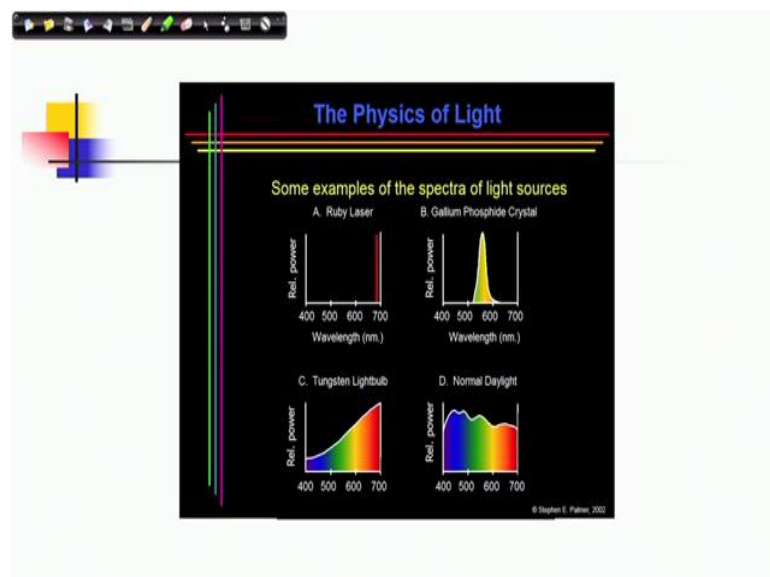 The Physics of Light
Some examples of the spectra of light sources
A. Ruby Laser
B. Gallium Phosphide Crystal
Rel. power
Rel. power
400 500 600 700
400 500 600 700
Wavelength (nm.)
Wavelength (nm.)
C. Tungsten Lightbulb
D. Normal Daylight
Rel. power
Rel. power
400 500 600 700
400 500 600 700
© Stephen E. Palmer, 2002